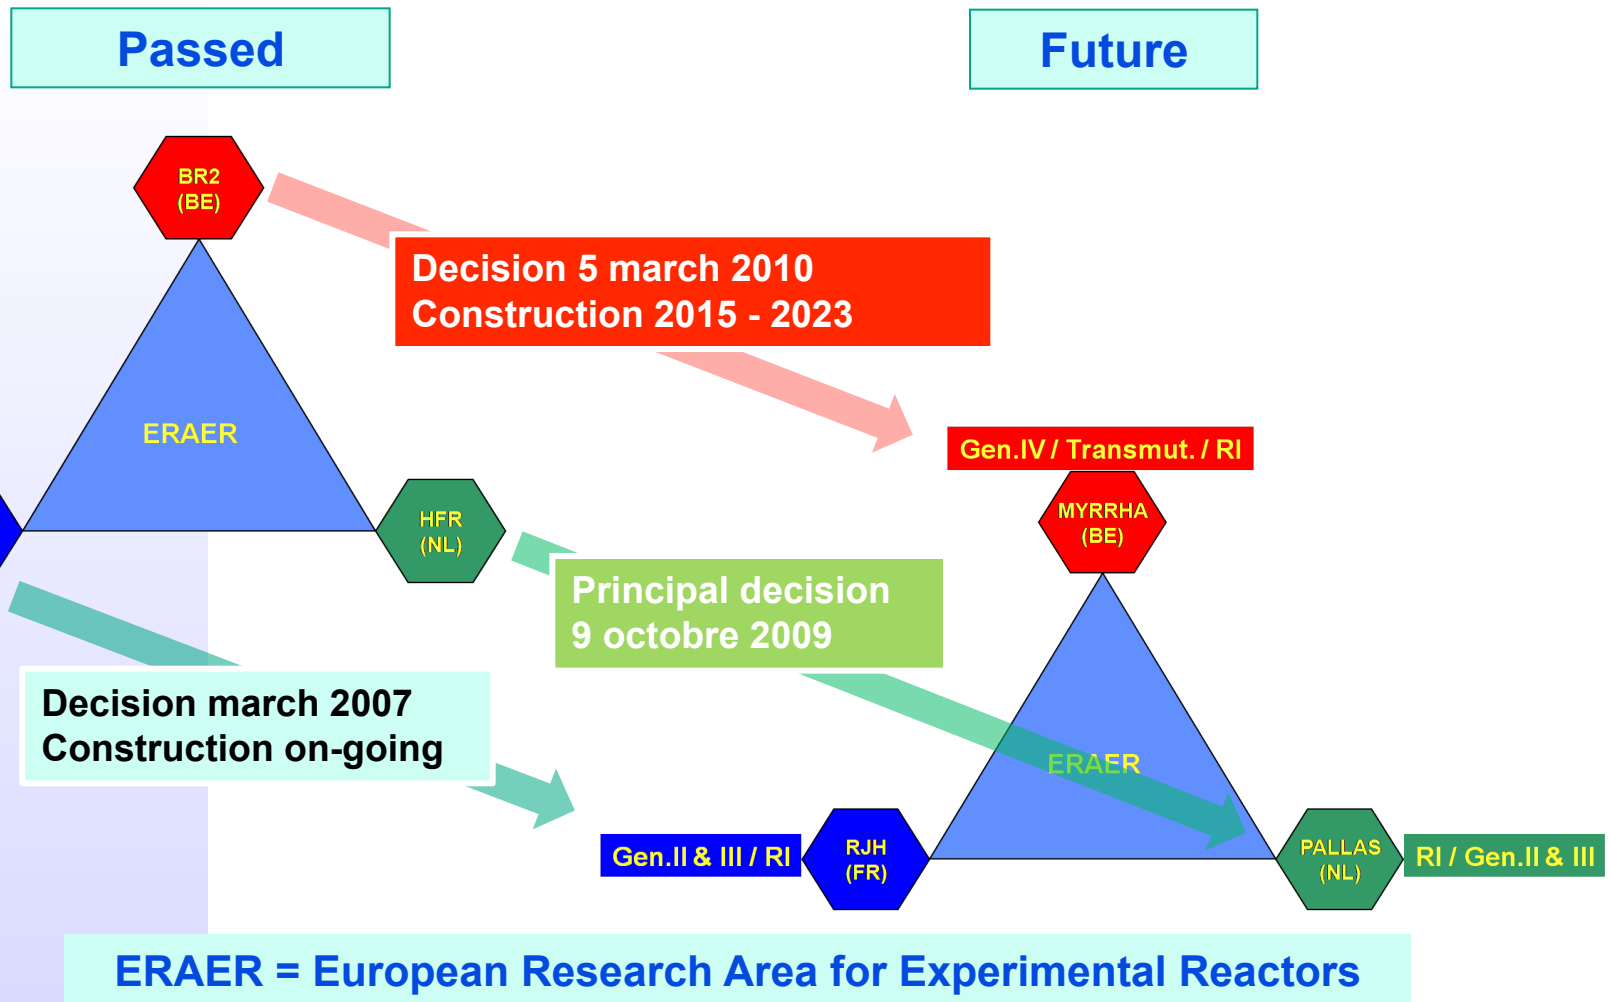 Passed
Future
BR2
(BE)
Decision 5 march 2010
Construction 2015 - 2023
ERAER
HFR
(NL)
Gen.IV / Transmut. / RI
MYRRHA
(BE)
Principal decision
9 octobre 2009
Decision march 2007
Construction on-going
ERAER
Gen.II & III / RI
RJH
(FR)
PALLAS
(NL)
RI / Gen.II & III
ERAER = European Research Area for Experimental Reactors